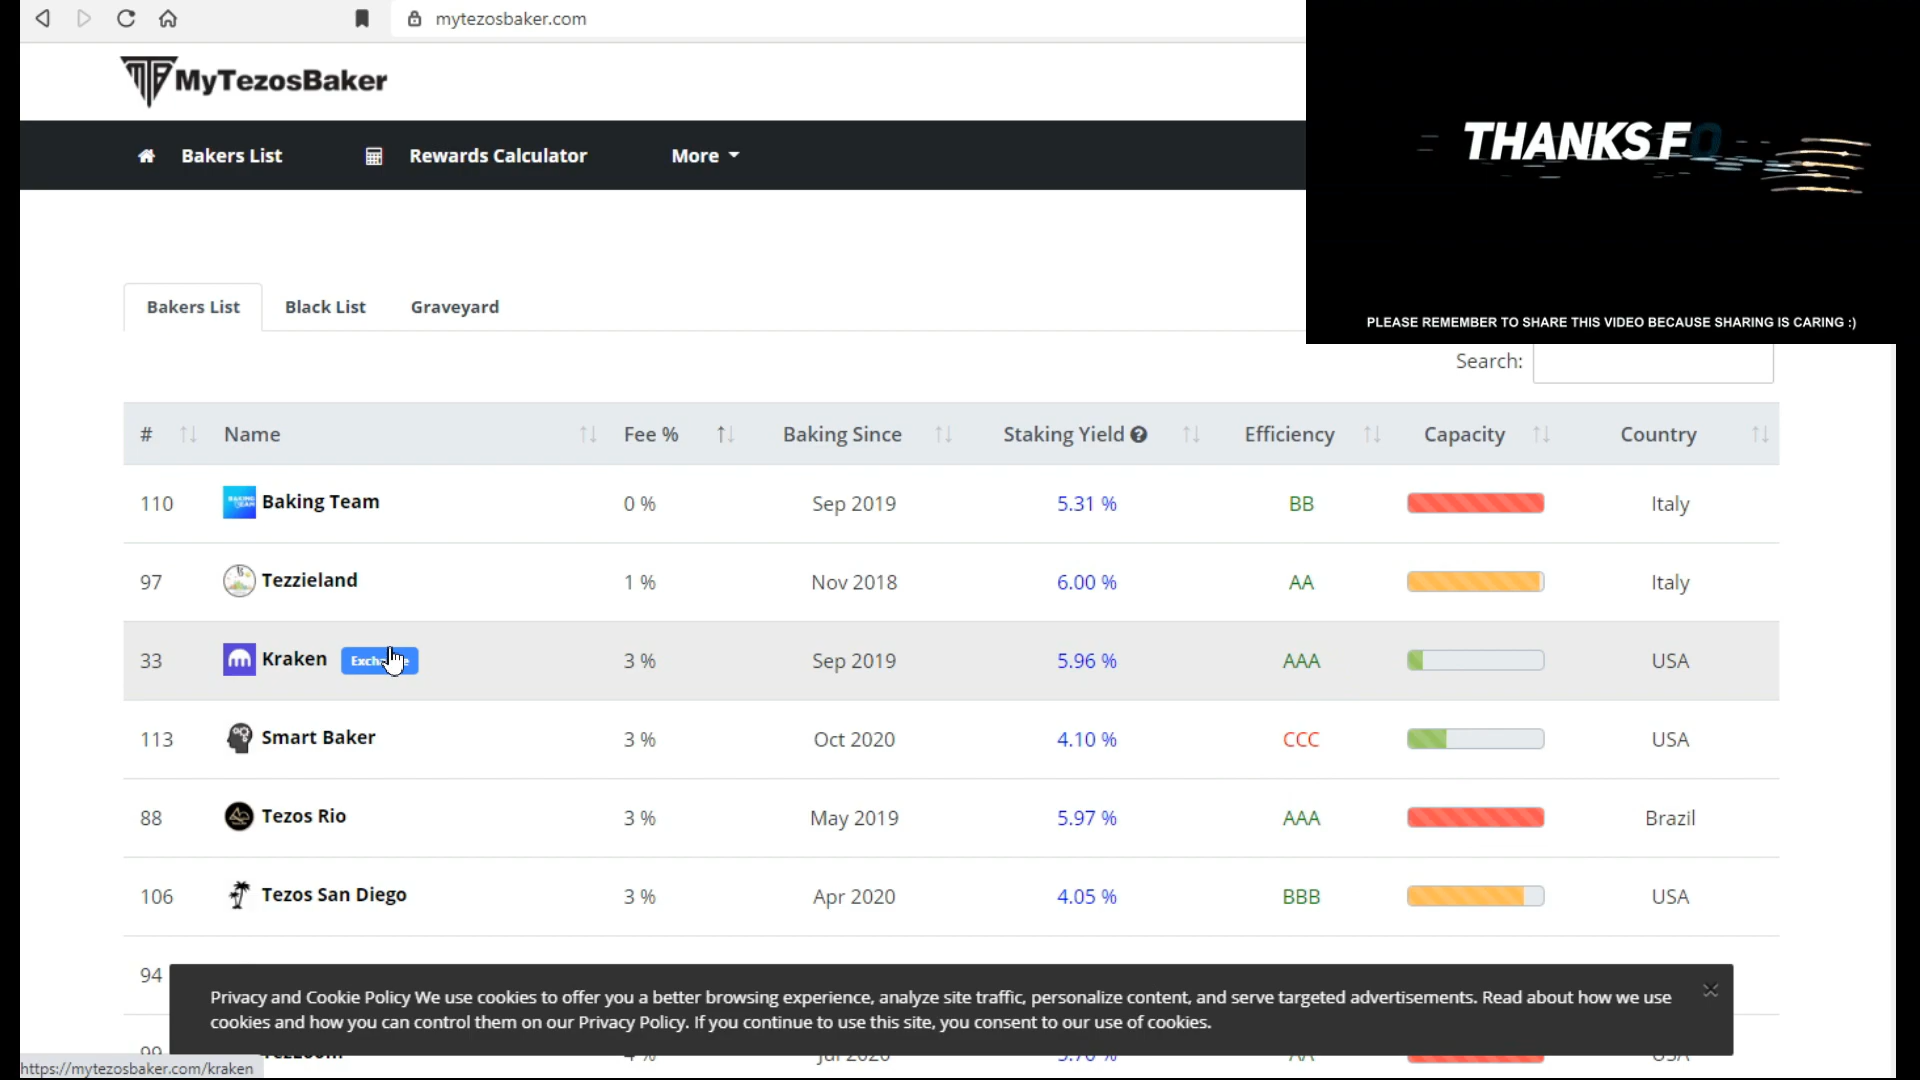 mytezosbaker.com
MyTezosBaker
Bakers List Rewards Calculator More
THANKS F
PLEASE REMEMBER TO SHARE THIS VIDEO BECAUSE SHARING IS CARING :)
Bakers List Black List Graveyard
Search:
# Name Fee % Baking Since Staking Yield Efficiency Capacity Country
110 Baking Team 0 % Sep 2019 5.31 % BB Italy
97 Tezzieland 1 % Nov 2018 6.00 % AA Italy
33 Kraken 3 % Sep 2019 5.96 % AAA USA
113 Smart Baker 3 % Oct 2020 4.10 % CCC USA
88 Tezos Rio 3 % May 2019 5.97 % AAA Brazil
106 Tezos San Diego 3 % Apr 2020 4.05 % BBB USA
94
Privacy and Cookie Policy We use cookies to offer you a better browsing experience, analyze site traffic, personalize content, and serve targeted advertisements. Read about how we use
cookies and how you can control them on our Privacy Policy. If you continue to use this site, you consent to our use of cookies.
https://mytezosbaker.com/kraken